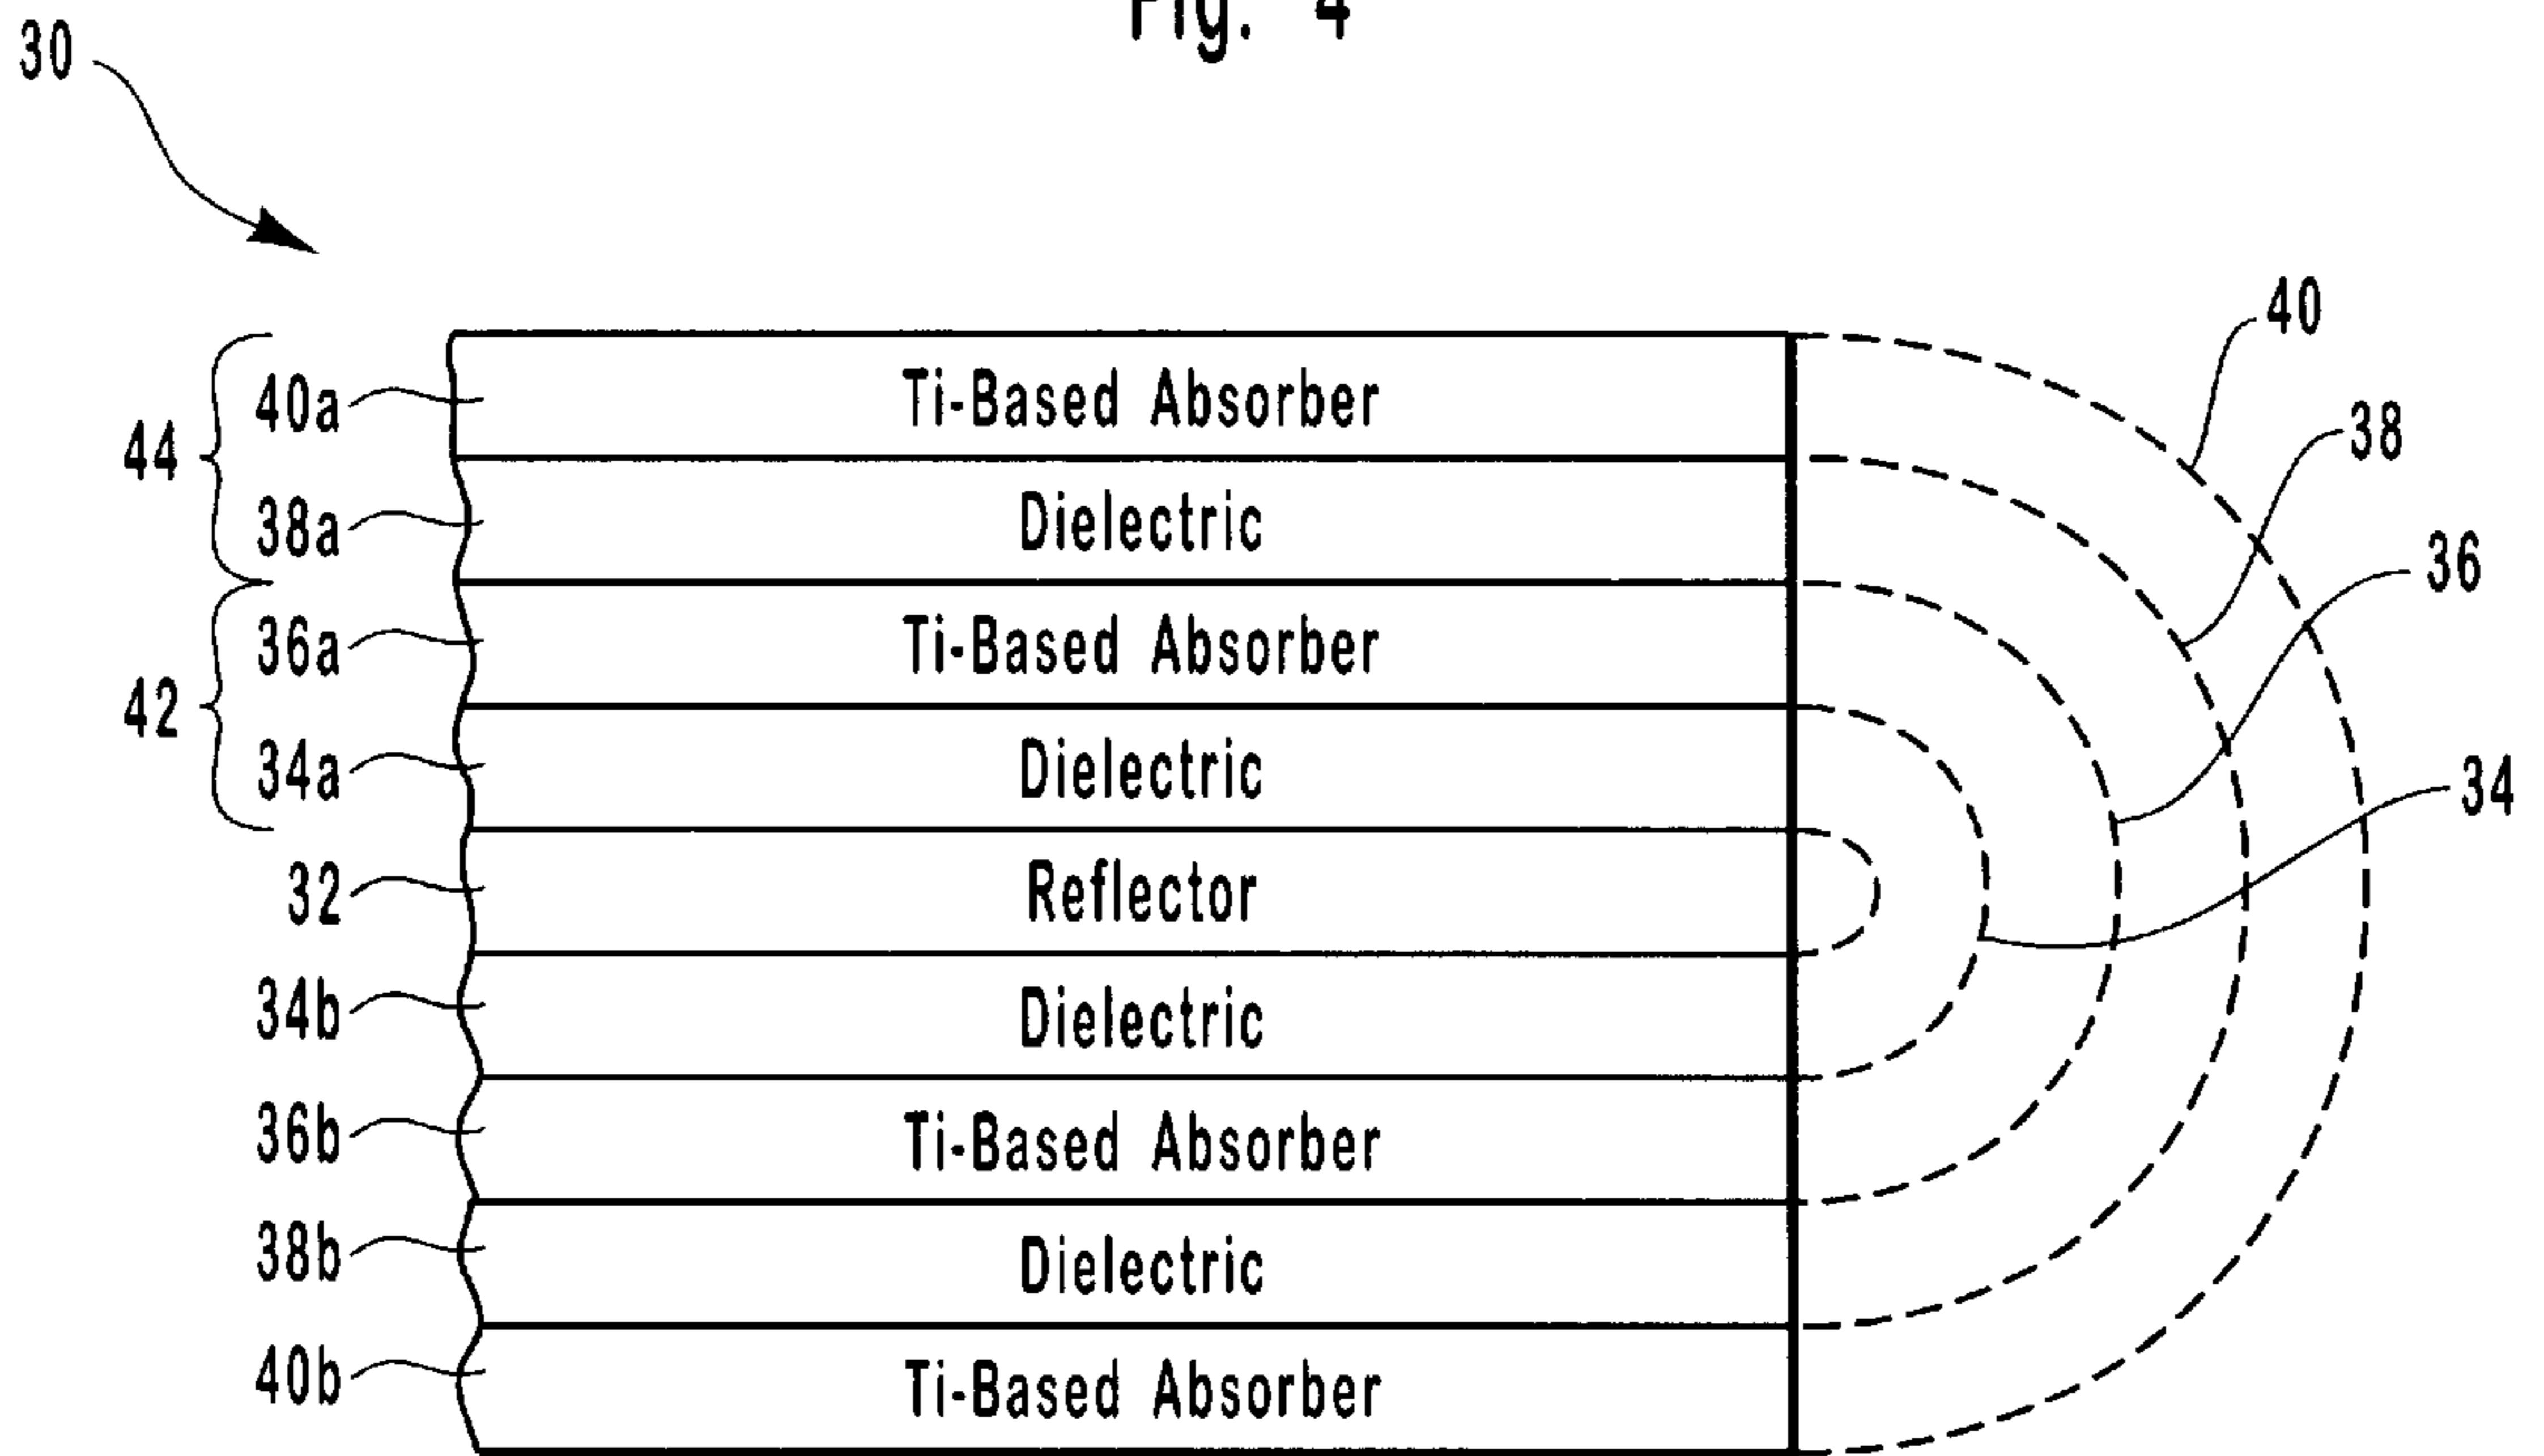 Fig. 4
30
40
40a Ti-Based Absorber
44
38
38a Dielectric
36
36a Ti-Based Absorber
42
34a Dielectric
34
32 Reflector
34b Dielectric
36b Ti-Based Absorber
38b Dielectric
40b Ti-Based Absorber